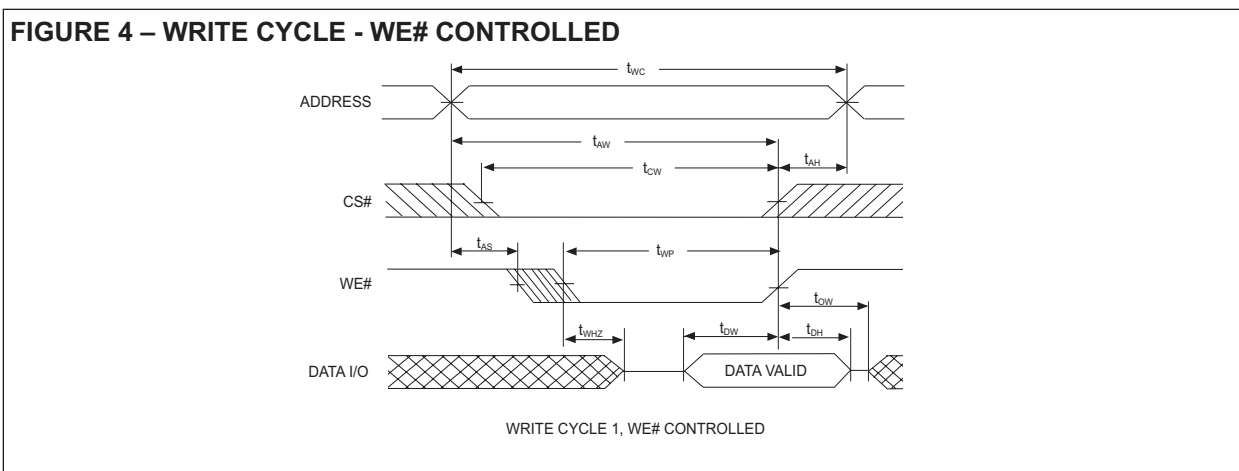 FIGURE 4 – WRITE CYCLE - WE# CONTROLLED
tWC
ADDRESS
tAW
tAH
tCW
CS#
tAS
tWP
WE#
tOW
tWHZ
tDW
tDH
DATA I/O
DATA VALID
WRITE CYCLE 1, WE# CONTROLLED